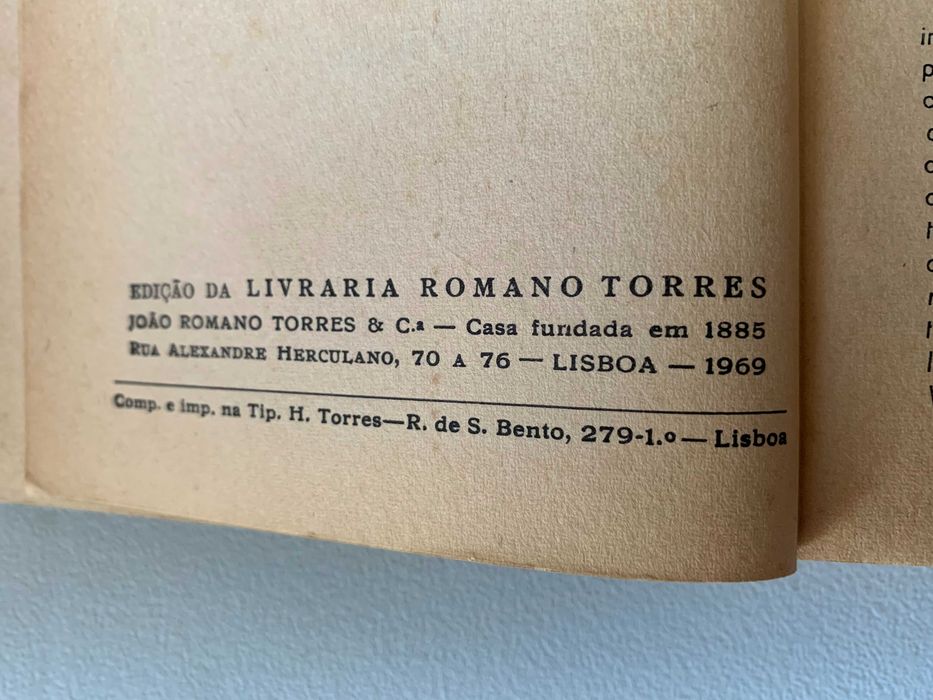 EDIÇÃO DA LIVRARIA ROMANO TORRES
JOÃO ROMANO TORRES & C.ª — Casa fundada em 1885
RUA ALEXANDRE HERCULANO, 70 A 76 — LISBOA — 1969
Comp. e imp. na Tip. H. Torres—R. de S. Bento, 279-1.º — Lisboa